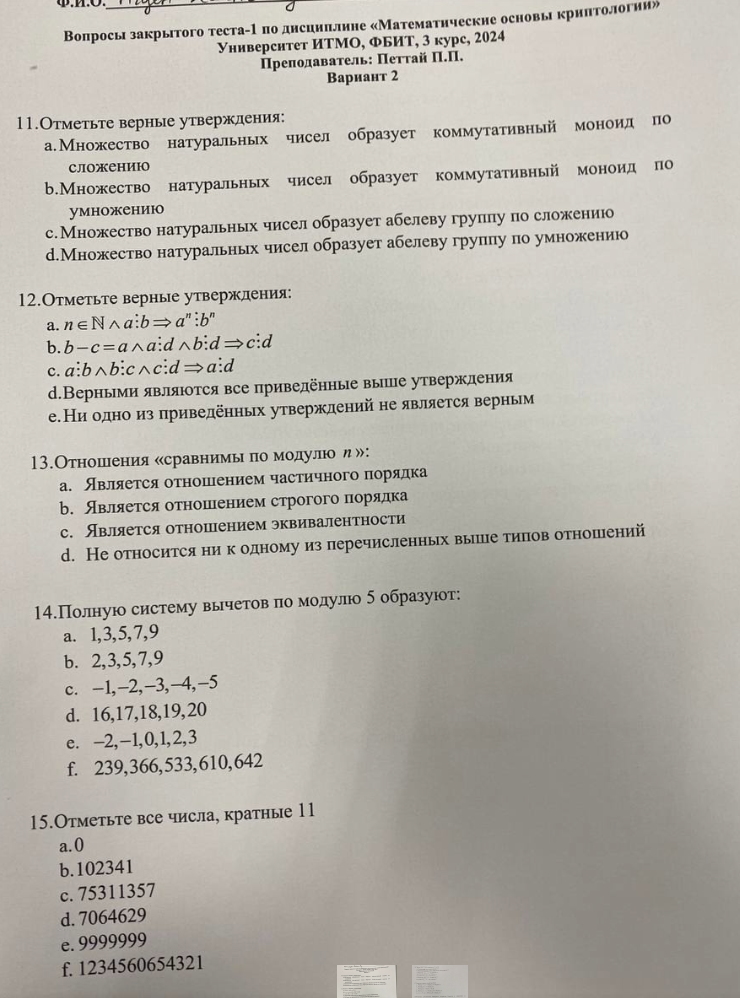 Ф.И.О.
Вопросы закрытого теста-1 по дисциплине «Математические основы криптологии»
Университет ИТМО, ФБИТ, 3 курс, 2024
Преподаватель: Петтай П.П.
Вариант 2
11.Отметьте верные утверждения:
a.Множество натуральных чисел образует коммутативный моноид по
сложению
b.Множество натуральных чисел образует коммутативный моноид по
умножению
c.Множество натуральных чисел образует абелеву группу по сложению
d.Множество натуральных чисел образует абелеву группу по умножению
12.Отметьте верные утверждения:
a. n∈ℕ∧a⋮b⇒aⁿ⋮bⁿ
b. b−c=a∧a⋮d∧b⋮d⇒c⋮d
c. a⋮b∧b⋮c∧c⋮d⇒a⋮d
d.Верными являются все приведённые выше утверждения
e.Ни одно из приведённых утверждений не является верным
13.Отношения «сравнимы по модулю n»:
a. Является отношением частичного порядка
b. Является отношением строгого порядка
c. Является отношением эквивалентности
d. Не относится ни к одному из перечисленных выше типов отношений
14.Полную систему вычетов по модулю 5 образуют:
a. 1,3,5,7,9
b. 2,3,5,7,9
c. −1,−2,−3,−4,−5
d. 16,17,18,19,20
e. −2,−1,0,1,2,3
f. 239,366,533,610,642
15.Отметьте все числа, кратные 11
a.0
b.102341
c. 75311357
d. 7064629
e. 9999999
f. 1234560654321